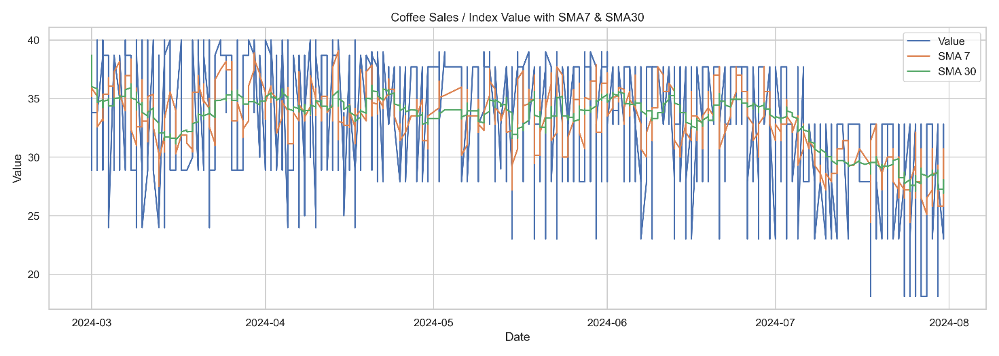 Coffee Sales / Index Value with SMA7 & SMA30
Value
SMA 7
SMA 30
40
35
30
25
20
Value
2024-03
2024-04
2024-05
2024-06
2024-07
2024-08
Date